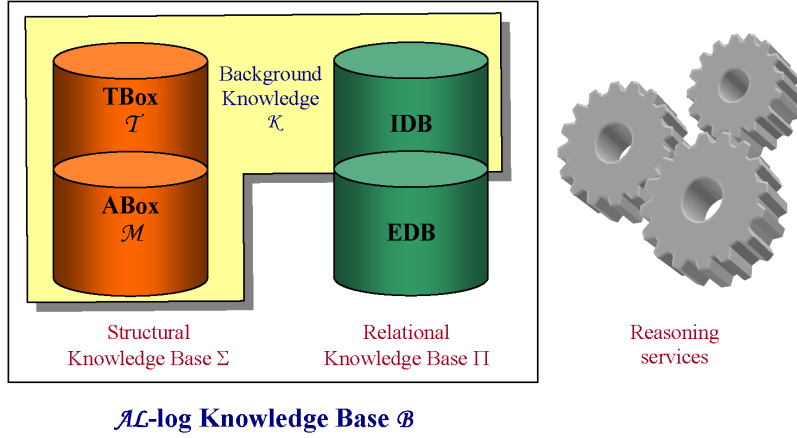 TBox
𝒯
Background
Knowledge
𝒦
IDB
ABox
ℳ
EDB
Structural
Knowledge Base Σ
Relational
Knowledge Base Π
Reasoning
services
𝒜ℒ-log Knowledge Base ℬ